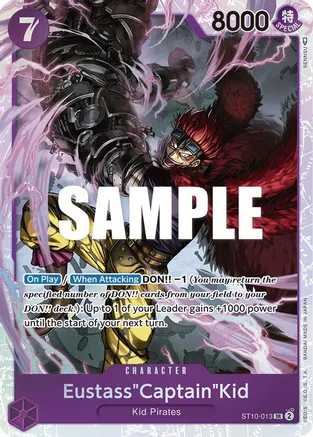 7
8000
特
SPECIAL
SAMPLE
On Play / When Attacking DON!! −1 (You may return the
specified number of DON!! cards from your field to your
DON!! deck.): Up to 1 of your Leader gains +1000 power
until the start of your next turn.
CHARACTER
Eustass"Captain"Kid
Kid Pirates
ST10-013 SR 2